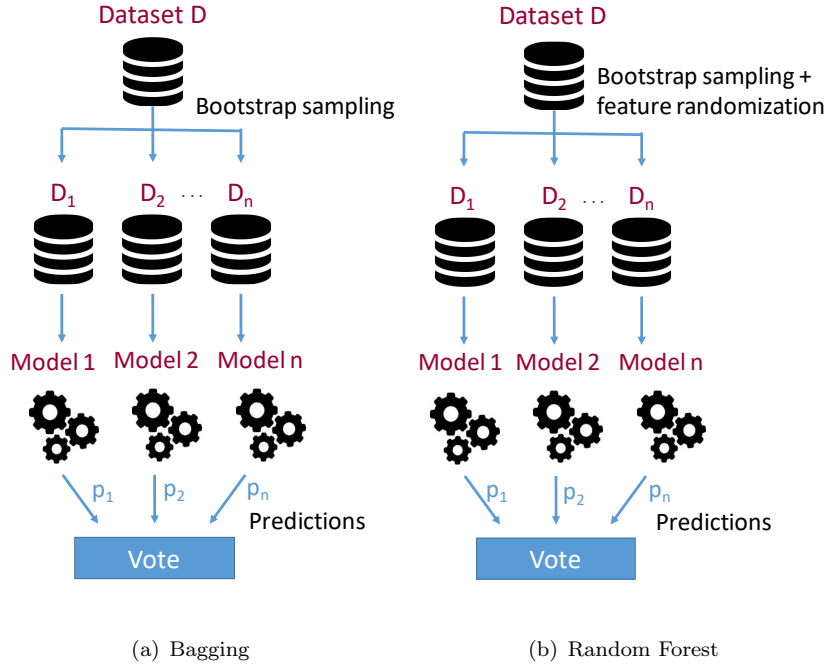 Dataset D
Bootstrap sampling
D1 D2 ... Dn
Model 1 Model 2 Model n
p1 p2 pn
Predictions
Vote
(a) Bagging
Dataset D
Bootstrap sampling +
feature randomization
D1 D2 ... Dn
Model 1 Model 2 Model n
p1 p2 pn
Predictions
Vote
(b) Random Forest